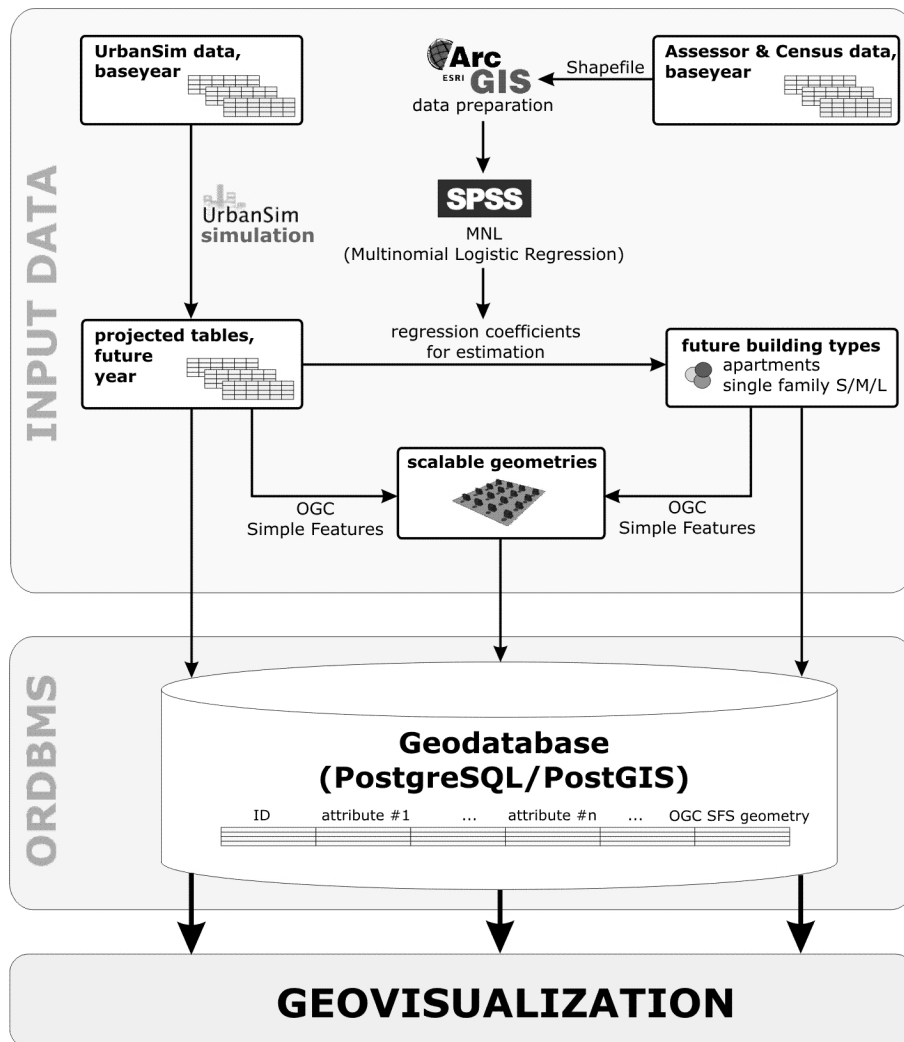 INPUT DATA
UrbanSim data,
baseyear
Arc
ESRI
GIS
data preparation
Shapefile
Assessor & Census data,
baseyear
UrbanSim
simulation
SPSS
MNL
(Multinomial Logistic Regression)
projected tables,
future
year
regression coefficients
for estimation
future building types
apartments
single family S/M/L
scalable geometries
OGC
Simple Features
OGC
Simple Features
ORDBMS
Geodatabase
(PostgreSQL/PostGIS)
ID attribute #1 ... attribute #n ... OGC SFS geometry
GEOVISUALIZATION